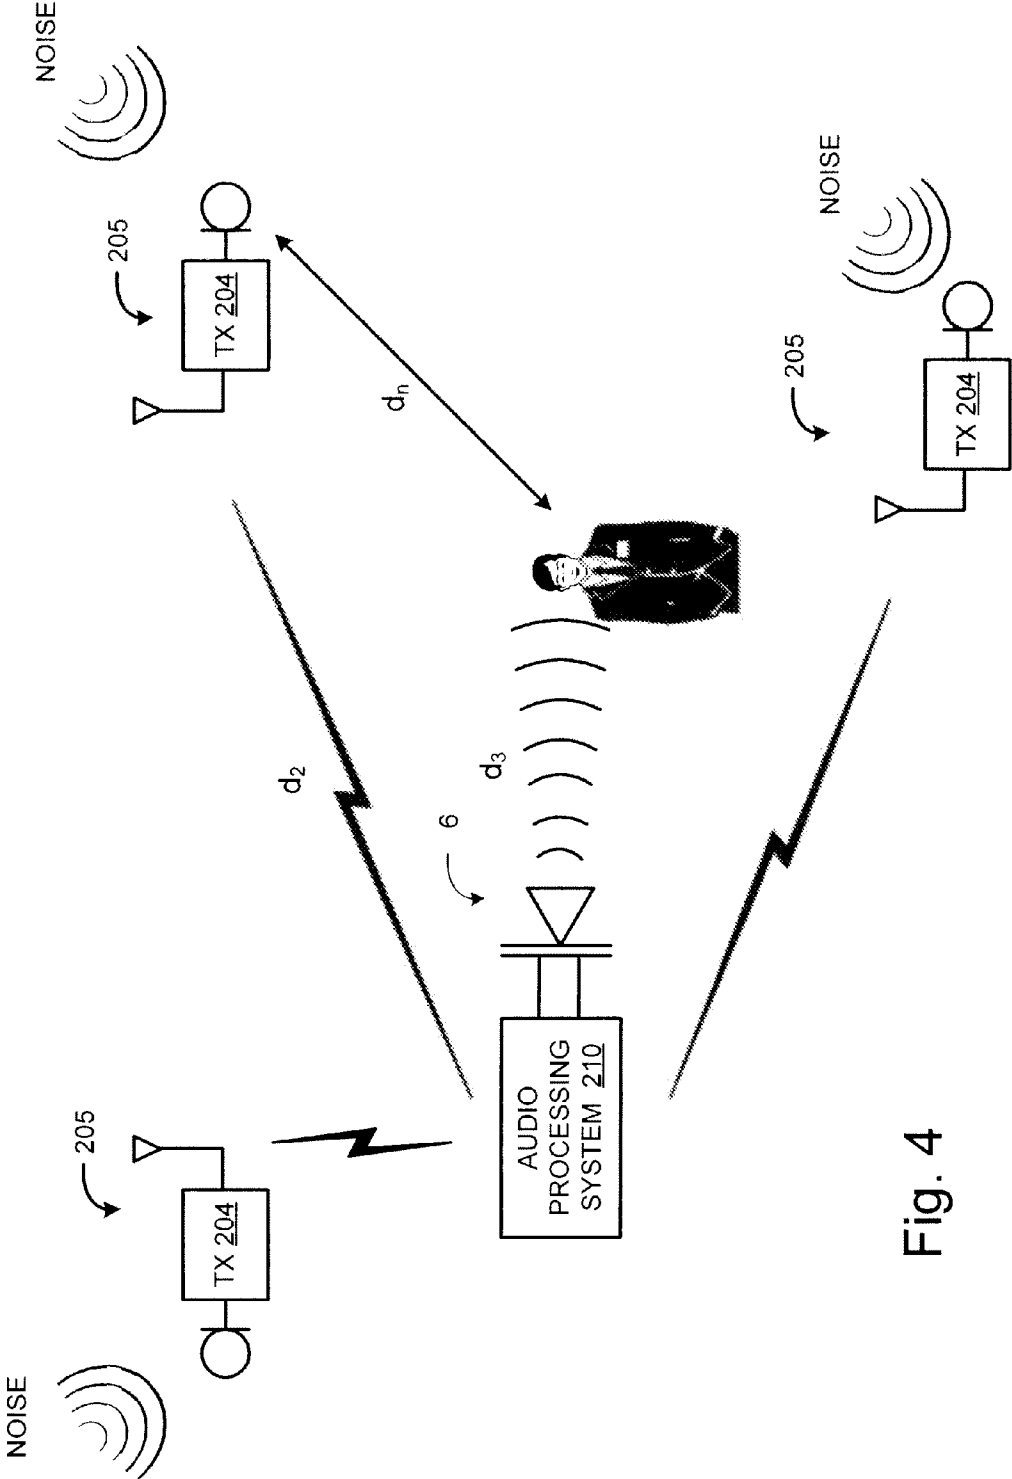 NOISE
NOISE
205
205
TX 204
TX 204
d2
dn
6
d3
AUDIO
PROCESSING
SYSTEM 210
205
NOISE
TX 204
Fig. 4